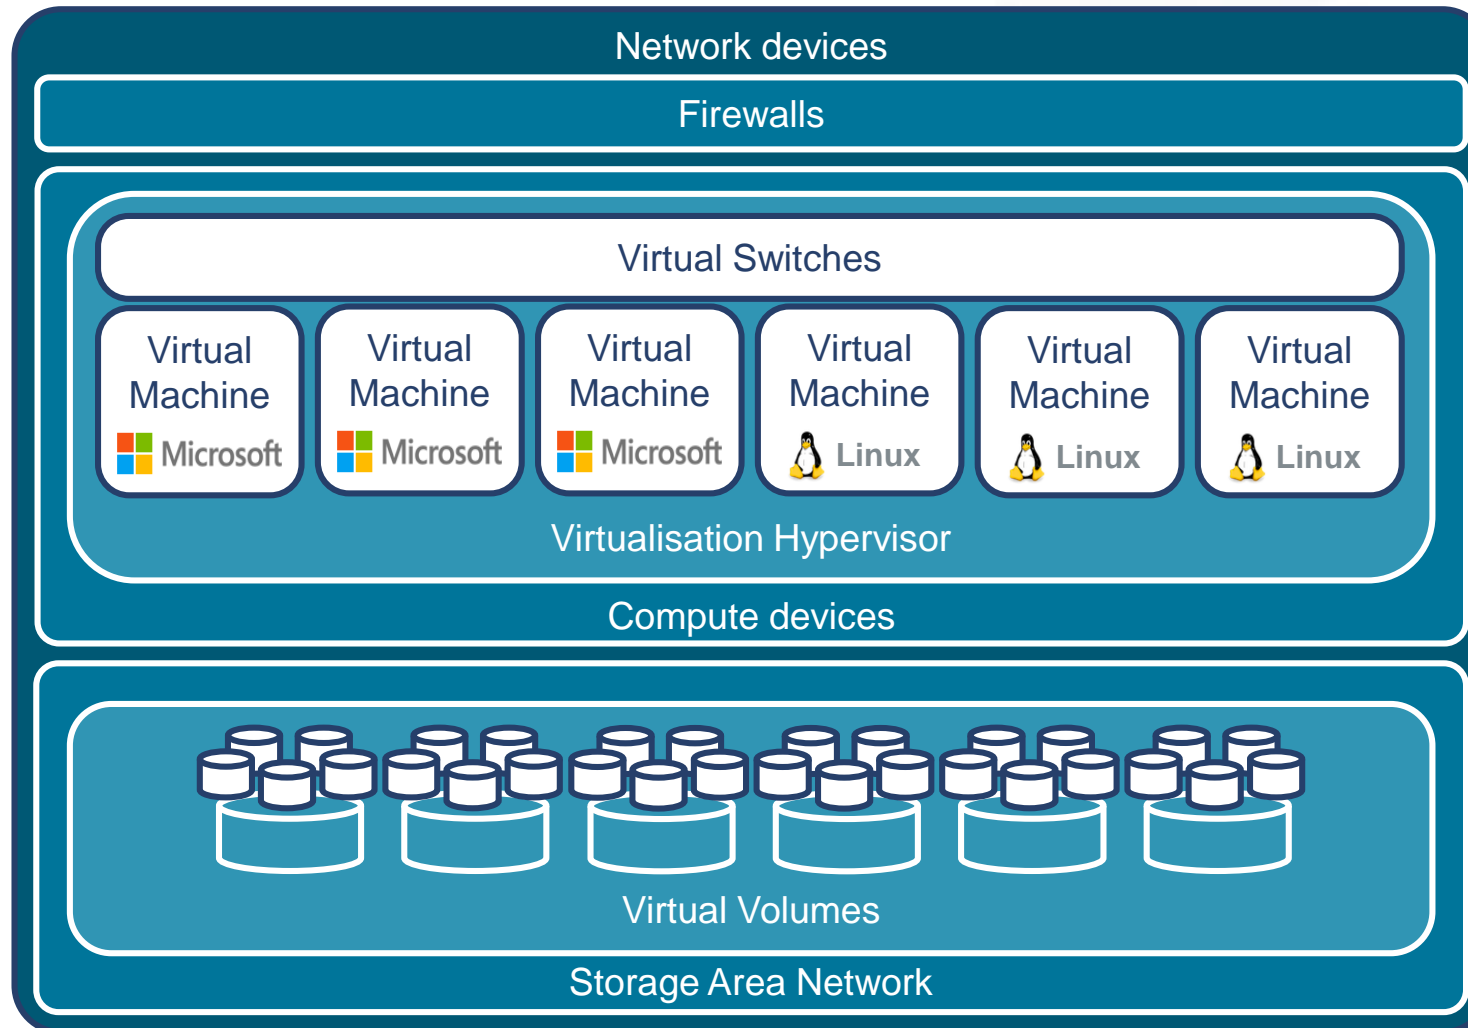 Network devices
Firewalls
Virtual Switches
Virtual
Machine
Microsoft
Virtual
Machine
Microsoft
Virtual
Machine
Microsoft
Virtual
Machine
Linux
Virtual
Machine
Linux
Virtual
Machine
Linux
Virtualisation Hypervisor
Compute devices
Virtual Volumes
Storage Area Network